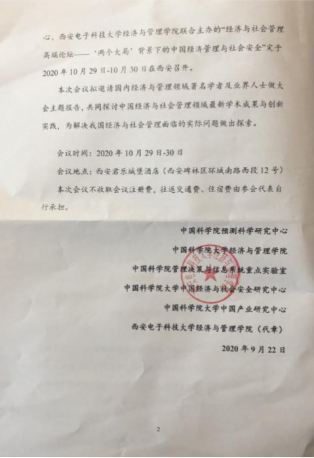 心、西安电子科技大学经济与管理学院联合主办的“经济与社会管理
高端论坛——‘两个大局’背景下的中国经济管理与社会安全”定于
2020年10月29日-10月30日在西安召开。
本次会议拟邀请国内经济与管理领域著名学者及业界人士做大
会主题报告，共同探讨中国经济与社会管理领域最新学术成果与创新
实践，为解决我国经济与社会管理面临的实际问题做出探索。
会议时间：2020年10月29日-30日
会议地点：西安君乐城堡酒店（西安碑林区环城南路西段12号）
本次会议不收取会议注册费，往返交通费、住宿费由参会代表自
行承担。
中国科学院预测科学研究中心
中国科学院大学经济与管理学院
中国科学院管理决策与信息系统重点实验室
中国科学院大学中国经济与社会安全研究中心
中国科学院大学中国产业研究中心
西安电子科技大学经济与管理学院（代章）
2020年9月22日
2